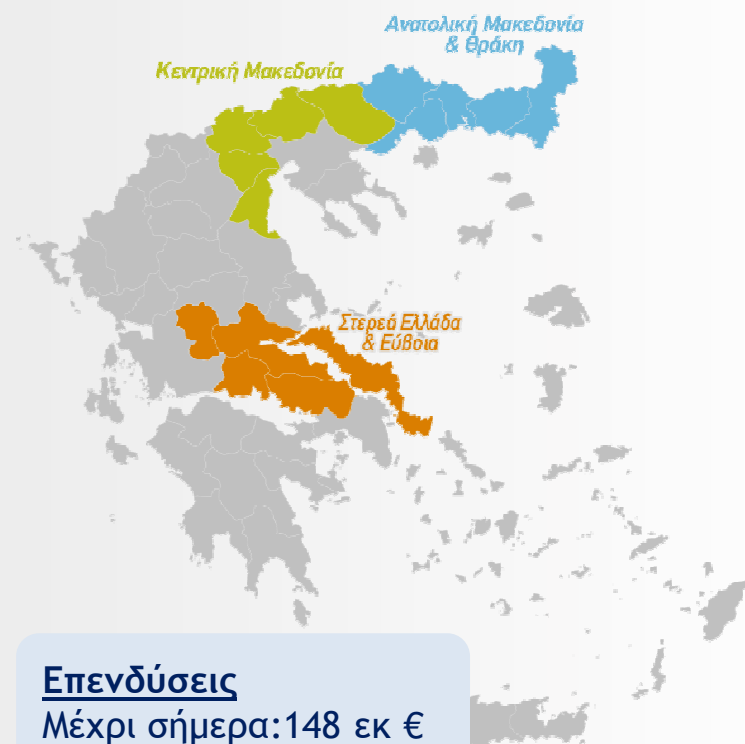 Ανατολική Μακεδονία
& Θράκη
Κεντρική Μακεδονία
Στερεά Ελλάδα
& Εύβοια
Επενδύσεις
Μέχρι σήμερα:148 εκ €